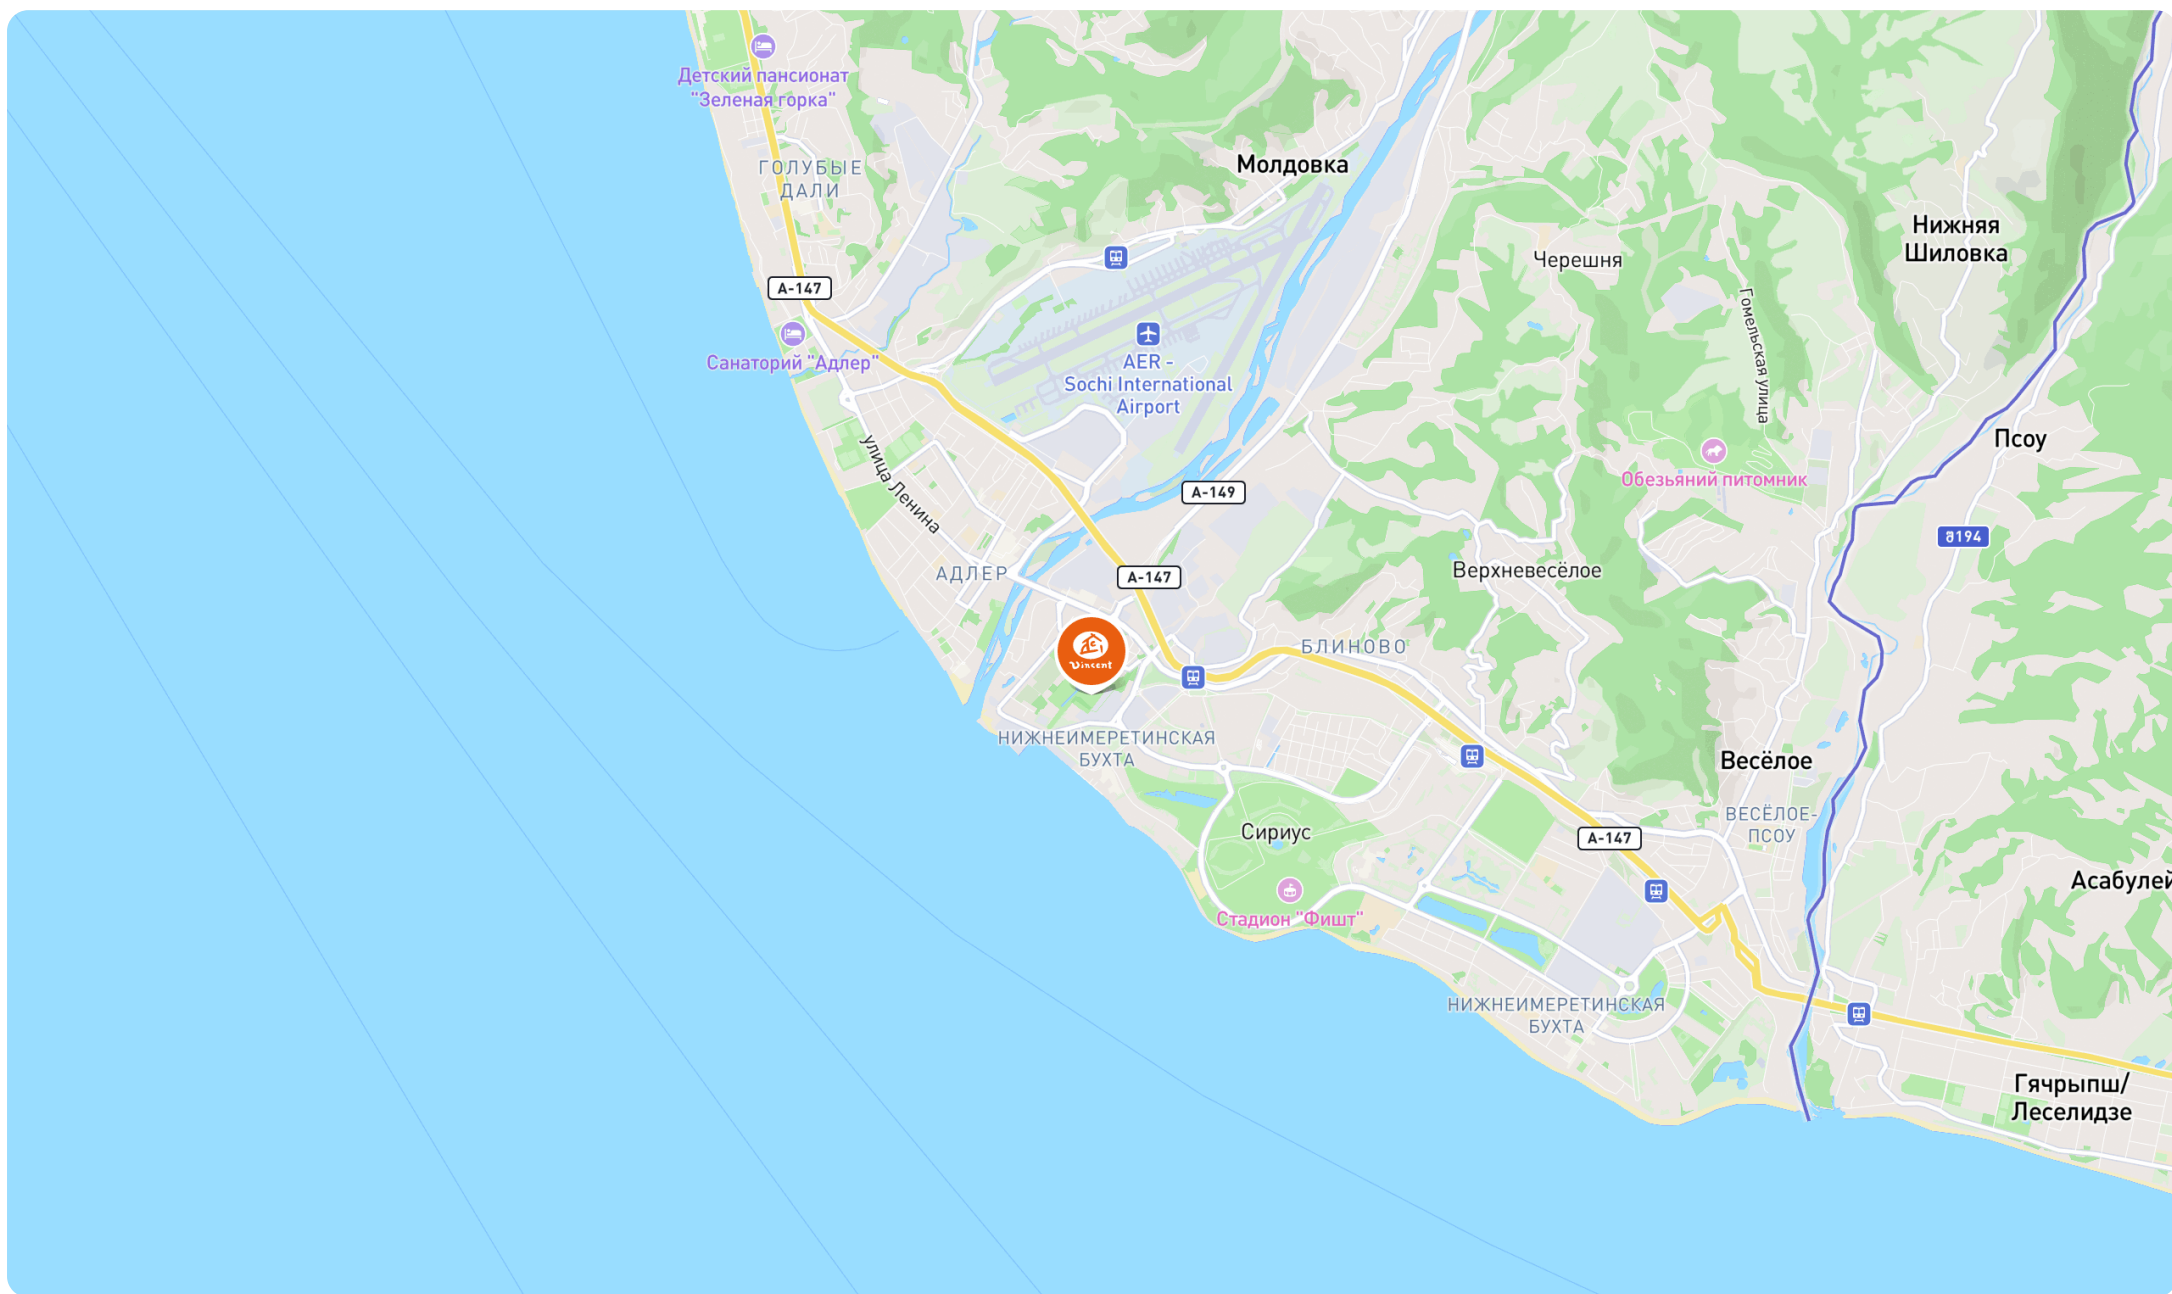 Детский пансионат
"Зеленая горка"
ГОЛУБЫЕ
ДАЛИ
Молдовка
Нижняя
Шиловка
Черешня
A-147
Гомельская улица
Санаторий "Адлер"
AER -
Sochi International
Airport
улица Ленина
Псоу
Обезьяний питомник
A-149
Ⴋ194
АДЛЕР
A-147
Верхневесёлое
Vincent
БЛИНОВО
НИЖНЕИМЕРЕТИНСКАЯ
БУХТА
Весёлое
ВЕСЁЛОЕ-
ПСОУ
Сириус
A-147
Асабулей
Стадион "Фишт"
НИЖНЕИМЕРЕТИНСКАЯ
БУХТА
Гячрыпш/
Леселидзе